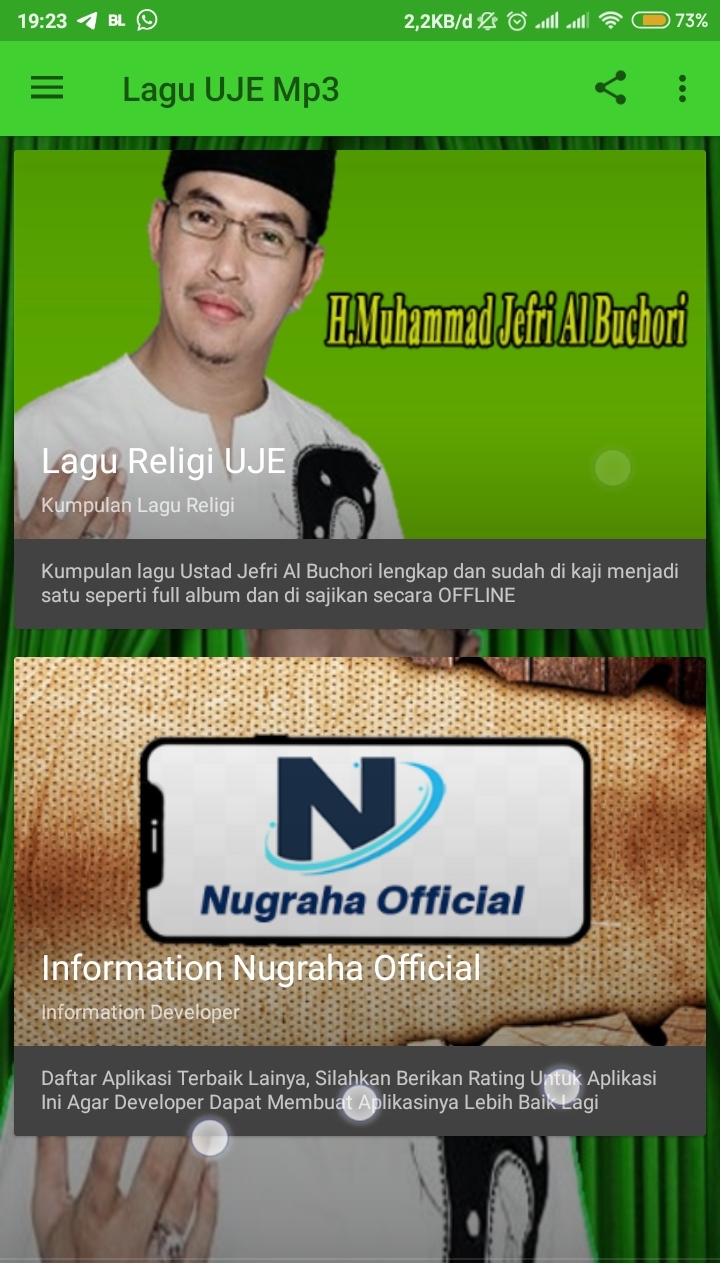 19:23 BL 2,2KB/d 73%
Lagu UJE Mp3
H.Muhammad Jefri Al Buchori
Lagu Religi UJE
Kumpulan Lagu Religi
Kumpulan lagu Ustad Jefri Al Buchori lengkap dan sudah di kaji menjadi
satu seperti full album dan di sajikan secara OFFLINE
N
Nugraha Official
Information Nugraha Official
Information Developer
Daftar Aplikasi Terbaik Lainya, Silahkan Berikan Rating Untuk Aplikasi
Ini Agar Developer Dapat Membuat Aplikasinya Lebih Baik Lagi